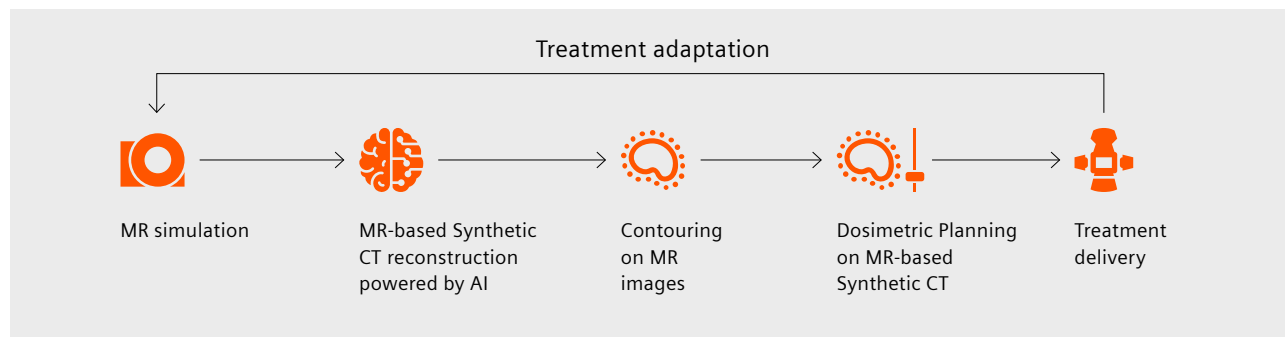 Treatment adaptation
MR simulation
MR-based Synthetic
CT reconstruction
powered by AI
Contouring
on MR
images
Dosimetric Planning
on MR-based
Synthetic CT
Treatment
delivery